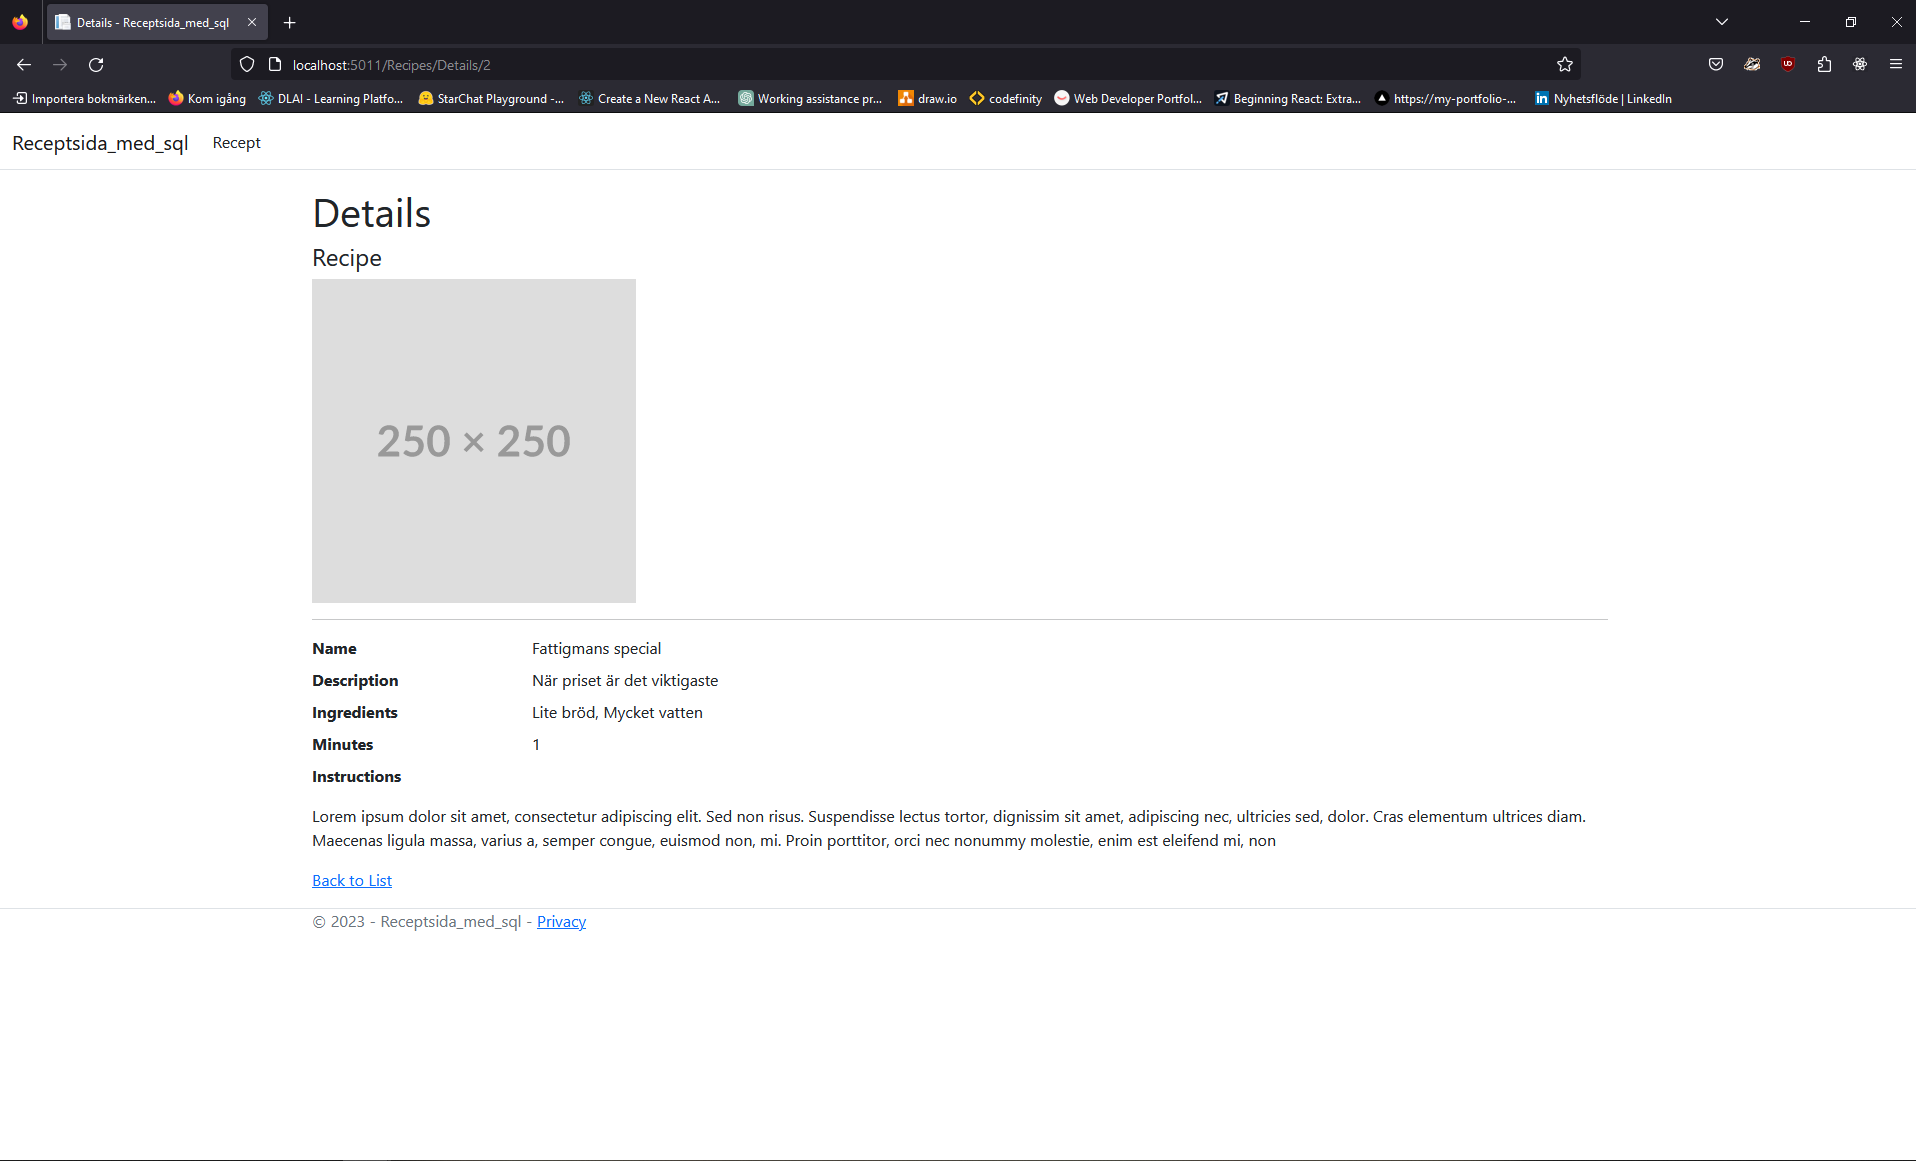 Details - Receptsida_med_sql
localhost:5011/Recipes/Details/2
Importera bokmärken... Kom igång DLAI - Learning Platfo... StarChat Playground -... Create a New React A... Working assistance pr... draw.io codefinity Web Developer Portfol... Beginning React: Extra... https://my-portfolio-... Nyhetsflöde | LinkedIn
Receptsida_med_sql Recept
Details
Recipe
250 × 250
Name Fattigmans special
Description När priset är det viktigaste
Ingredients Lite bröd, Mycket vatten
Minutes 1
Instructions
Lorem ipsum dolor sit amet, consectetur adipiscing elit. Sed non risus. Suspendisse lectus tortor, dignissim sit amet, adipiscing nec, ultricies sed, dolor. Cras elementum ultrices diam.
Maecenas ligula massa, varius a, semper congue, euismod non, mi. Proin porttitor, orci nec nonummy molestie, enim est eleifend mi, non
Back to List
© 2023 - Receptsida_med_sql - Privacy